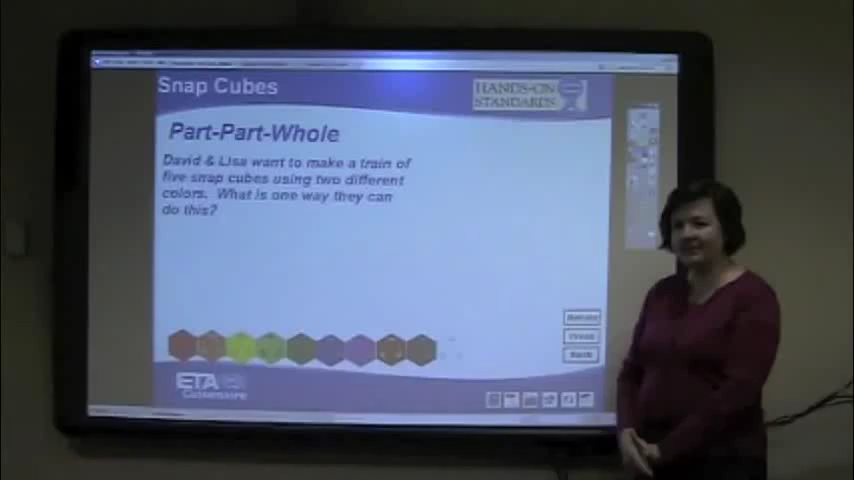 Snap Cubes
HANDS-ON
STANDARDS
Part-Part-Whole
David & Lisa want to make a train of
five snap cubes using two different
colors. What is one way they can
do this?
ETA
Cuisenaire